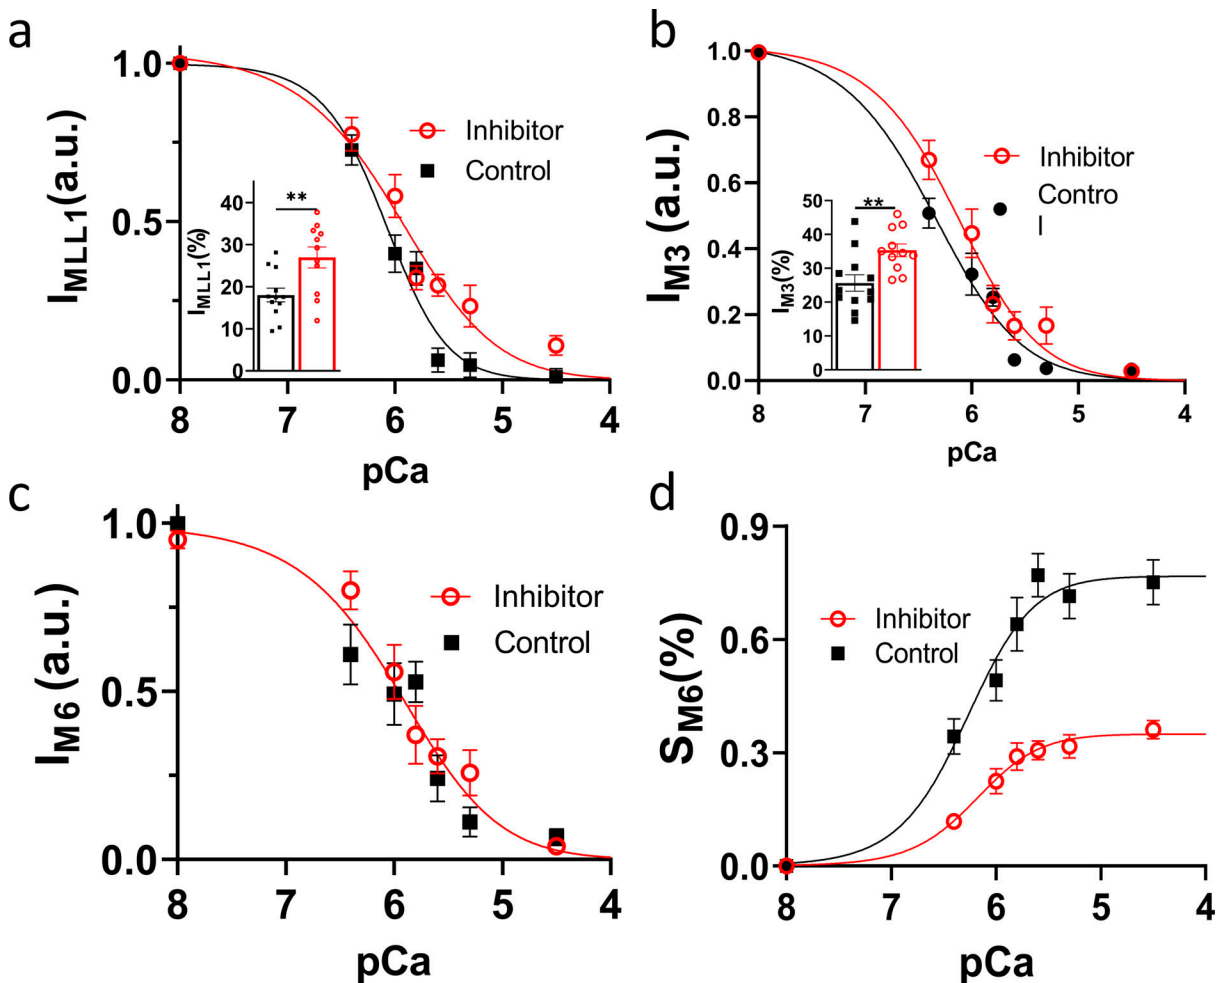 a
1.0
0.5
0.0
I_MLL1 (a.u.)
Inhibitor
Control
40
30
20
10
0
I_MLL1(%)
**
8
7
6
5
4
pCa
b
1.0
0.8
0.6
0.4
0.2
0.0
I_M3 (a.u.)
Inhibitor
Contro
l
50
40
30
20
10
0
I_M3(%)
**
8
7
6
5
4
pCa
c
1.0
0.5
0.0
I_M6 (a.u.)
Inhibitor
Control
8
7
6
5
4
pCa
d
0.9
0.6
0.3
0.0
S_M6(%)
Inhibitor
Control
8
7
6
5
4
pCa